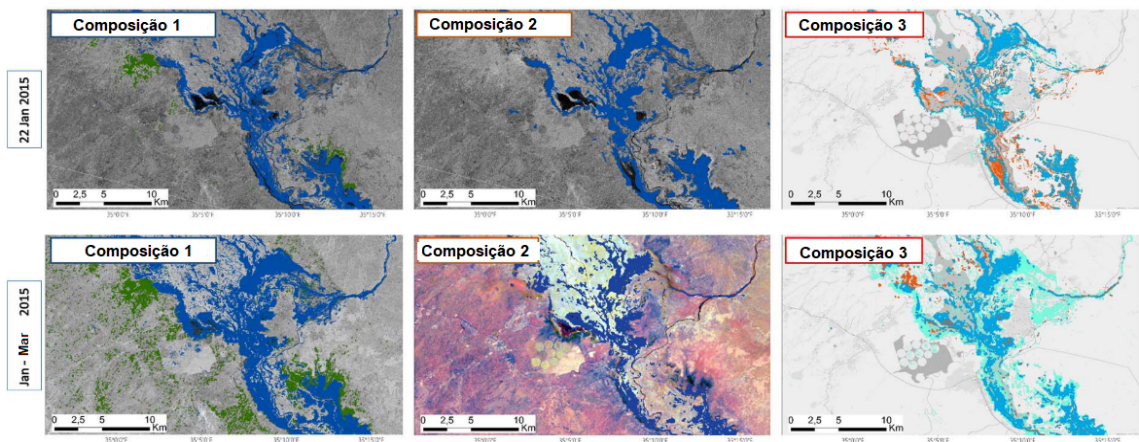 Composição 1
Composição 2
Composição 3
22 Jan 2015
0 2,5 5 10
Km
0 2,5 5 10
Km
0 2,5 5 10
Km
Composição 1
Composição 2
Composição 3
Jan - Mar 2015
0 2,5 5 10
Km
0 2,5 5 10
Km
0 2,5 5 10
Km